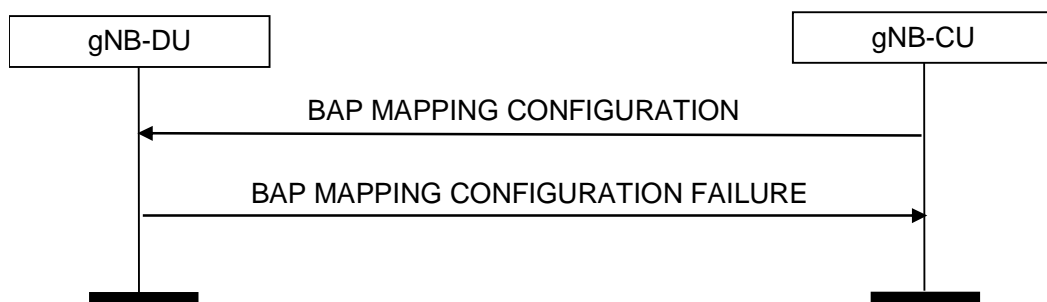 gNB-DU
gNB-CU
BAP MAPPING CONFIGURATION
BAP MAPPING CONFIGURATION FAILURE